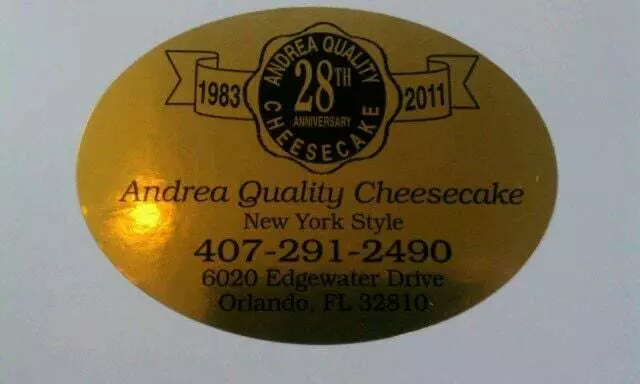 ANDREA QUALITY
1983 28TH 2011
ANNIVERSARY
CHEESECAKE
Andrea Quality Cheesecake
New York Style
407-291-2490
6020 Edgewater Drive
Orlando, FL 32810